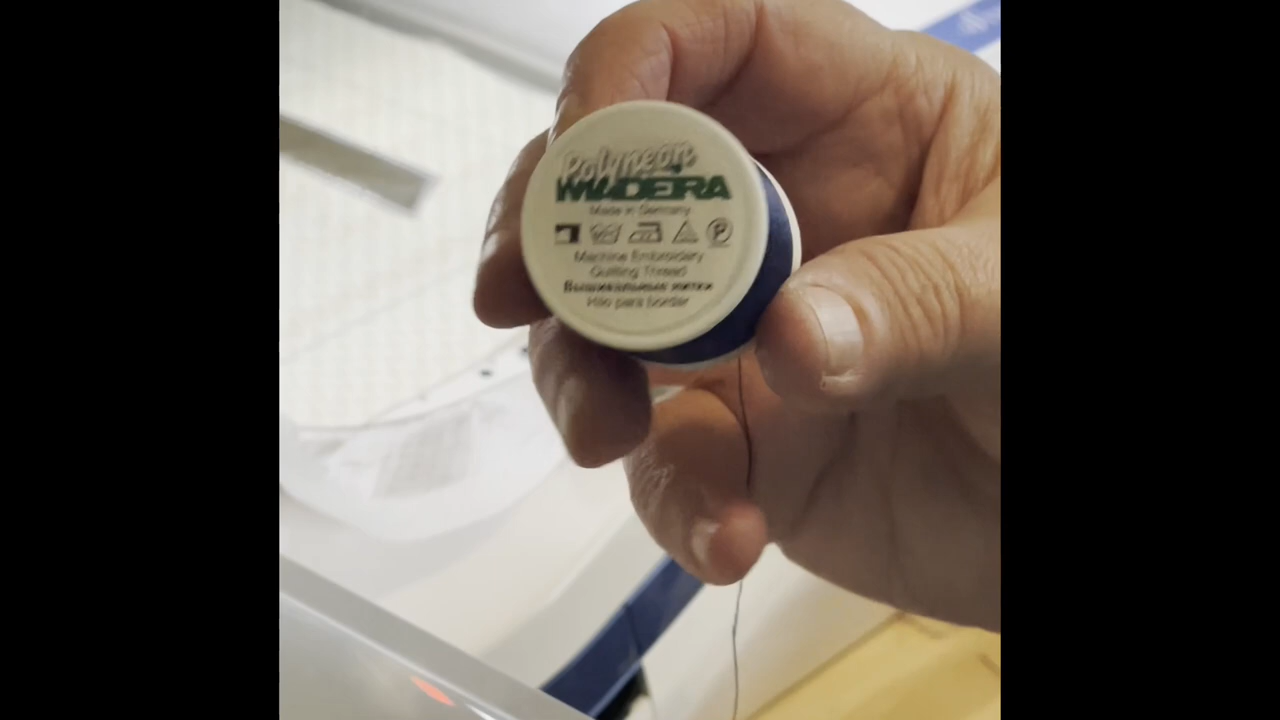 Polyneon
MADEIRA
Made in Germany
Machine Embroidery
Quilting Thread
Вышивальные нитки
Hilo para bordar